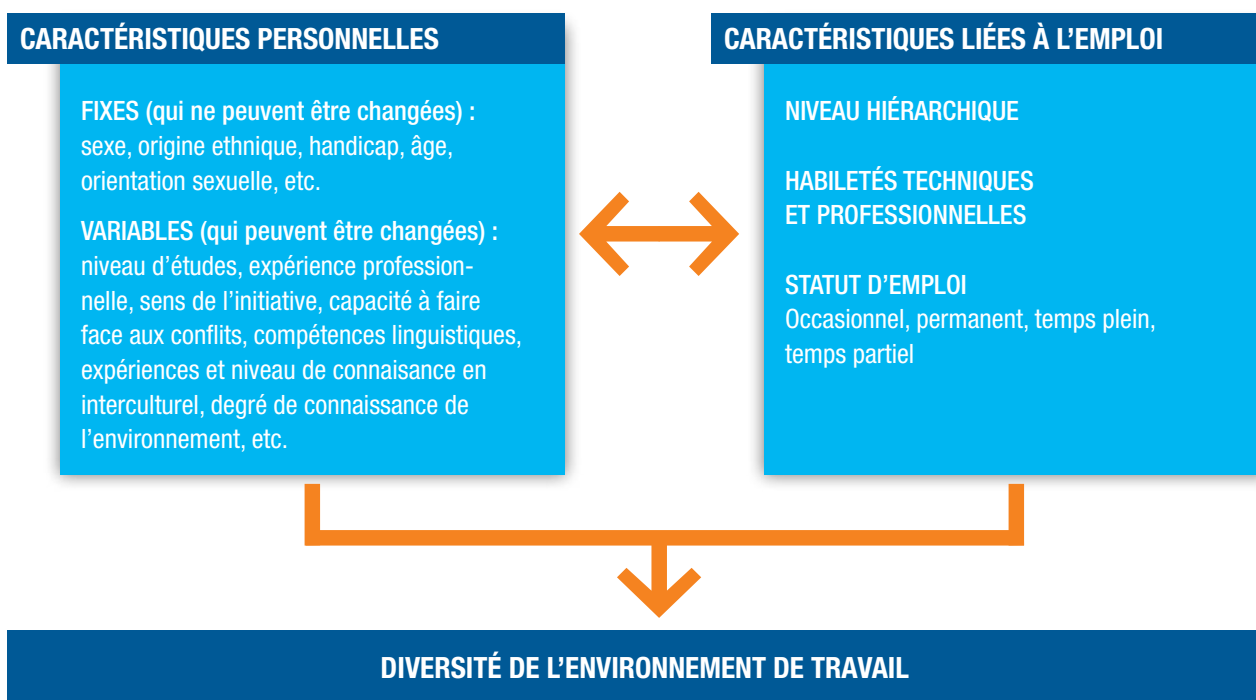 CARACTÉRISTIQUES PERSONNELLES
FIXES (qui ne peuvent être changées) :
sexe, origine ethnique, handicap, âge,
orientation sexuelle, etc.
VARIABLES (qui peuvent être changées) :
niveau d’études, expérience profession-
nelle, sens de l’initiative, capacité à faire
face aux conflits, compétences linguistiques,
expériences et niveau de connaisance en
interculturel, degré de connaissance de
l’environnement, etc.
CARACTÉRISTIQUES LIÉES À L’EMPLOI
NIVEAU HIÉRARCHIQUE
HABILETÉS TECHNIQUES
ET PROFESSIONNELLES
STATUT D’EMPLOI
Occasionnel, permanent, temps plein,
temps partiel
DIVERSITÉ DE L’ENVIRONNEMENT DE TRAVAIL